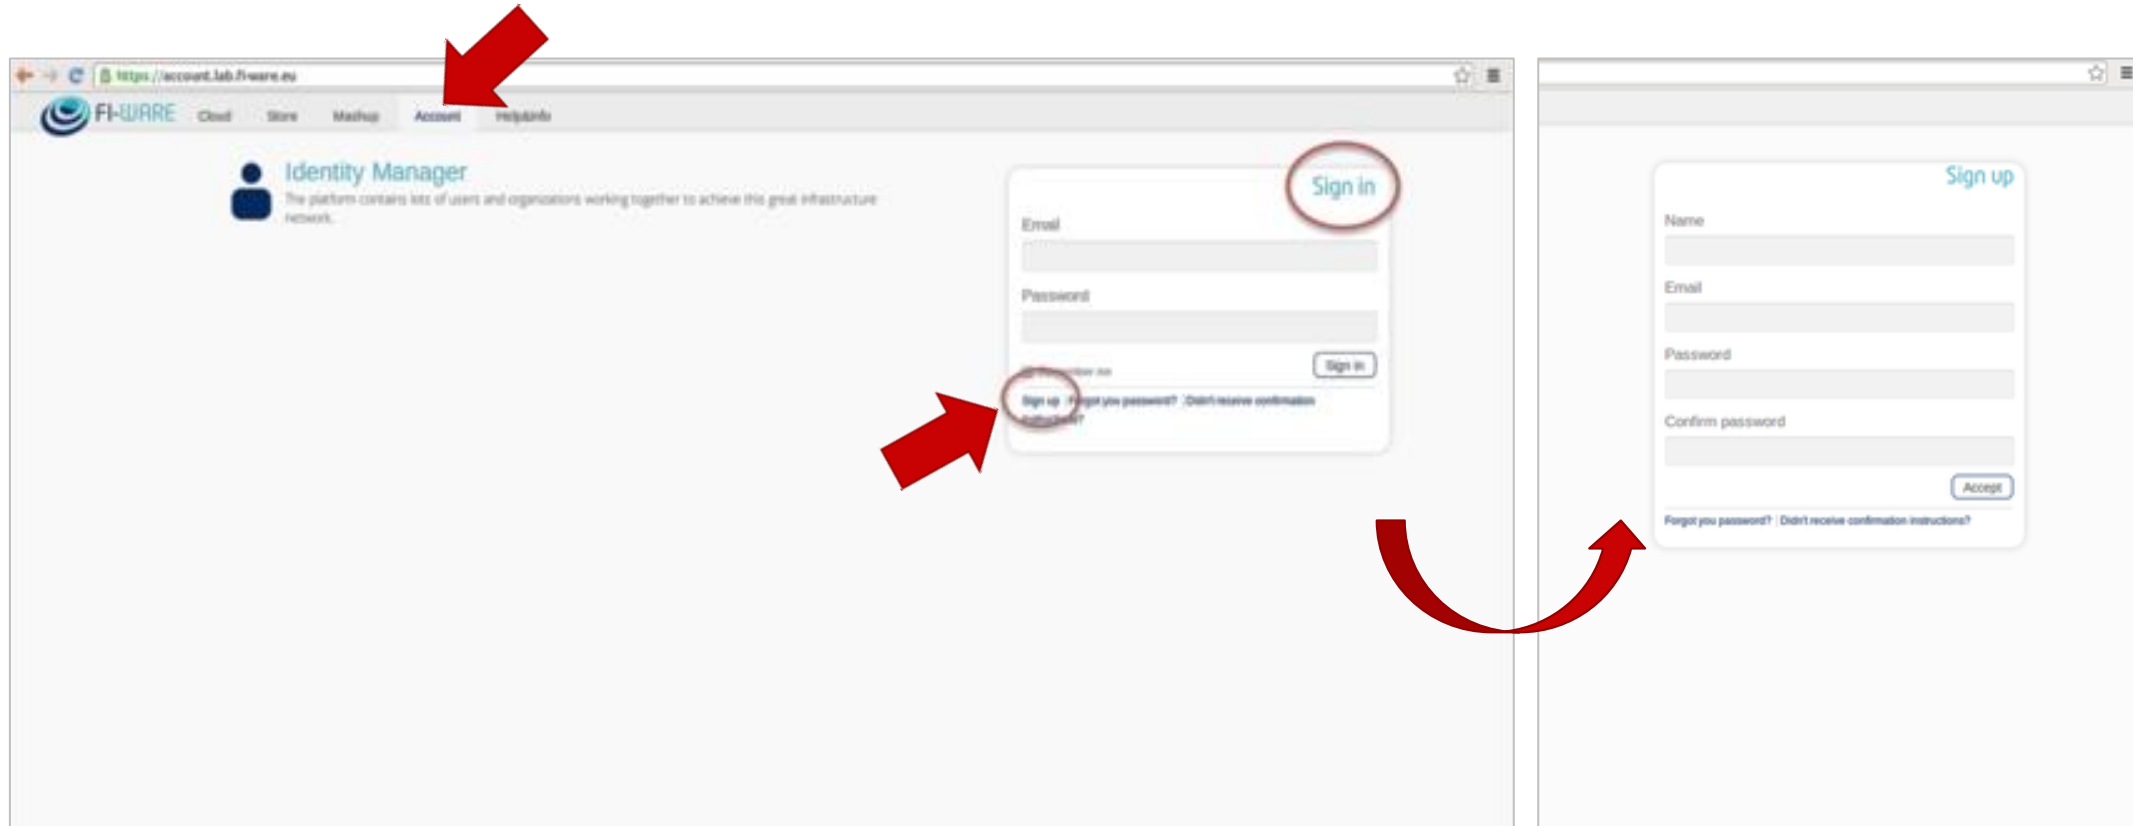 https://account.lab.fi-ware.eu
FI-WARE Cloud Store Mashup Account Help&Info
Identity Manager
The platform contains lots of users and organizations working together to achieve this great infrastructure
network.
Sign in
Email
Password
Remember me
Sign in
Sign up | Forgot you password? | Didn't receive confirmation
instructions?
Sign up
Name
Email
Password
Confirm password
Accept
Forgot you password? | Didn't receive confirmation instructions?